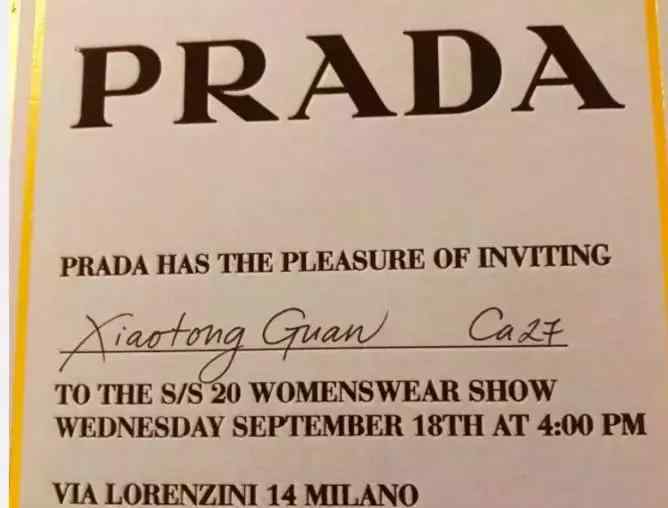 PRADA
PRADA HAS THE PLEASURE OF INVITING
Xiaotong Guan Ca27
TO THE S/S 20 WOMENSWEAR SHOW
WEDNESDAY SEPTEMBER 18TH AT 4:00 PM
VIA LORENZINI 14 MILANO